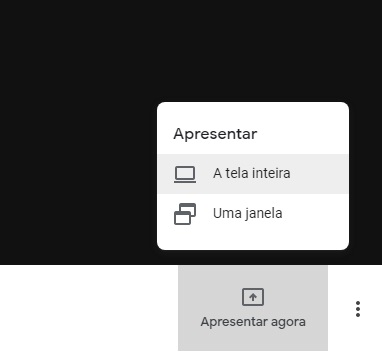 Apresentar
A tela inteira
Uma janela
Apresentar agora